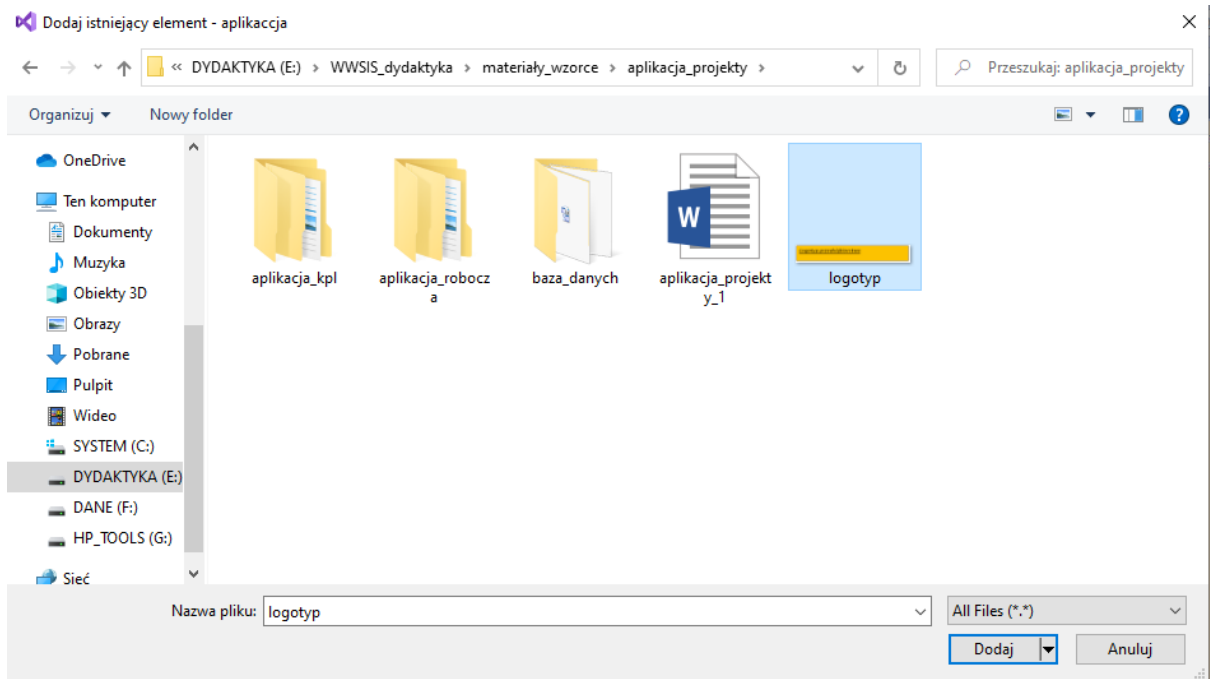 Dodaj istniejący element - aplikaccja
« DYDAKTYKA (E:) › WWSIS_dydaktyka › materiały_wzorce › aplikacja_projekty ›
Przeszukaj: aplikacja_projekty
Organizuj
Nowy folder
OneDrive
Ten komputer
Dokumenty
Muzyka
Obiekty 3D
Obrazy
Pobrane
Pulpit
Wideo
SYSTEM (C:)
DYDAKTYKA (E:)
DANE (F:)
HP_TOOLS (G:)
Sieć
aplikacja_kpl
aplikacja_robocz
a
baza_danych
W
aplikacja_projekt
y_1
logotyp
Nazwa pliku: logotyp
All Files (*.*)
Dodaj
Anuluj